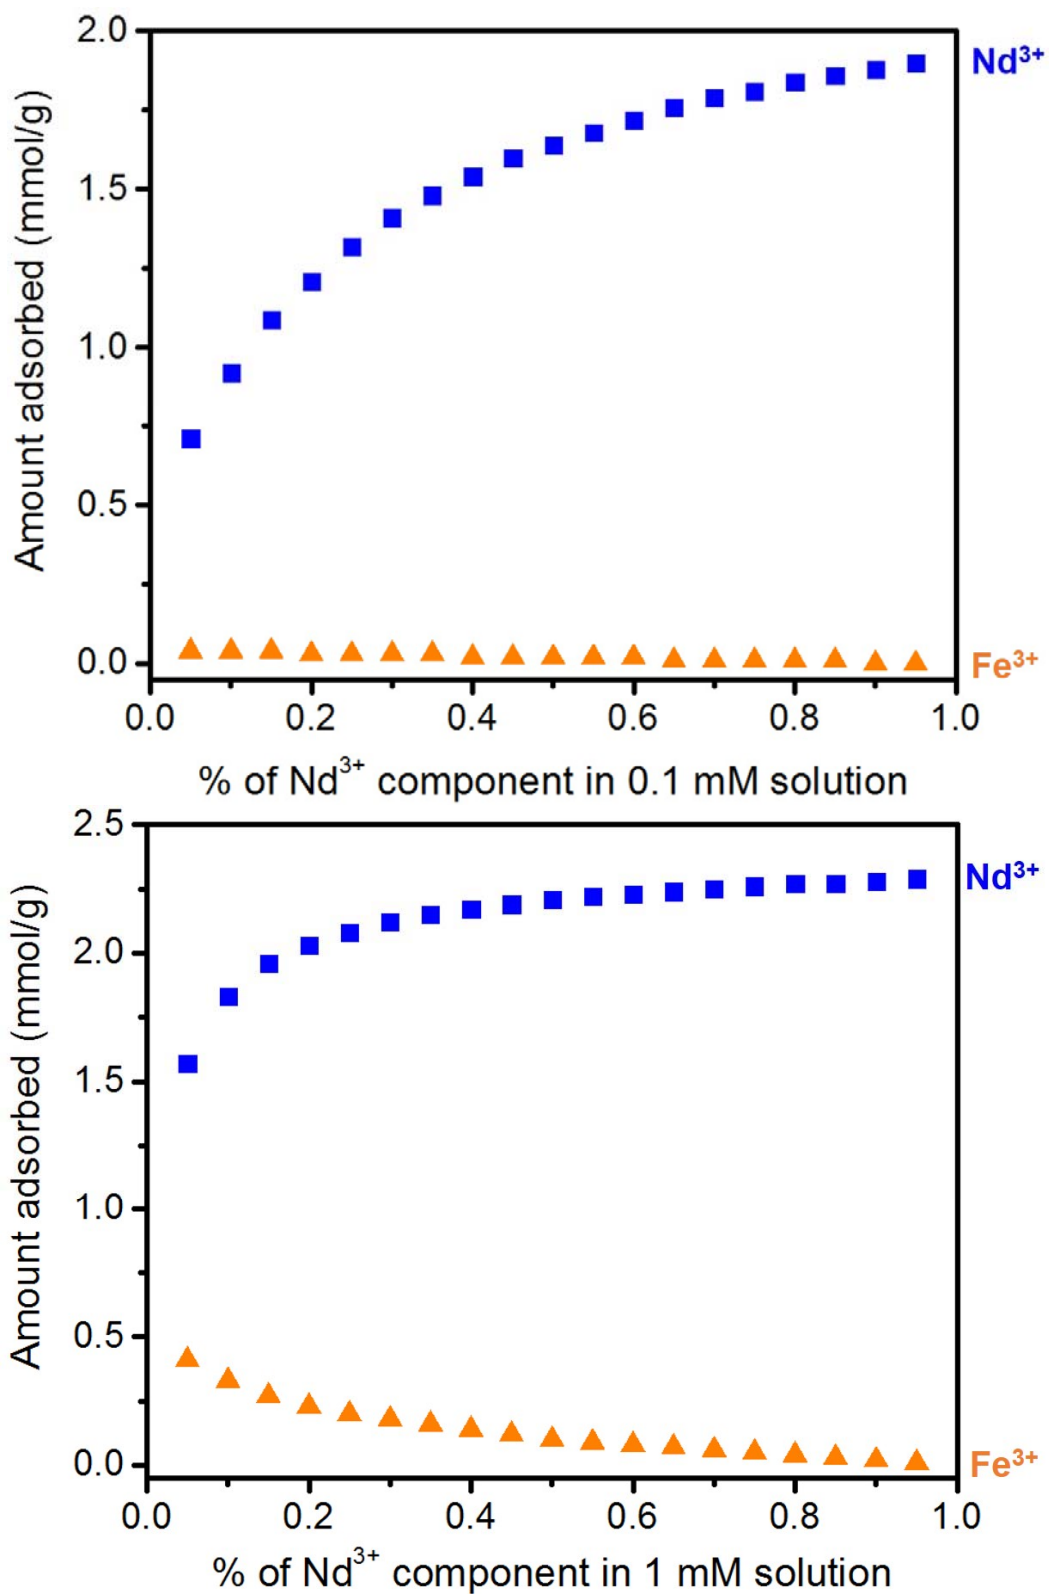 2.0
Nd³⁺
1.5
1.0
0.5
0.0
Fe³⁺
0.0 0.2 0.4 0.6 0.8 1.0
Amount adsorbed (mmol/g)
% of Nd³⁺ component in 0.1 mM solution
2.5
Nd³⁺
2.0
1.5
1.0
0.5
0.0
Fe³⁺
0.0 0.2 0.4 0.6 0.8 1.0
Amount adsorbed (mmol/g)
% of Nd³⁺ component in 1 mM solution